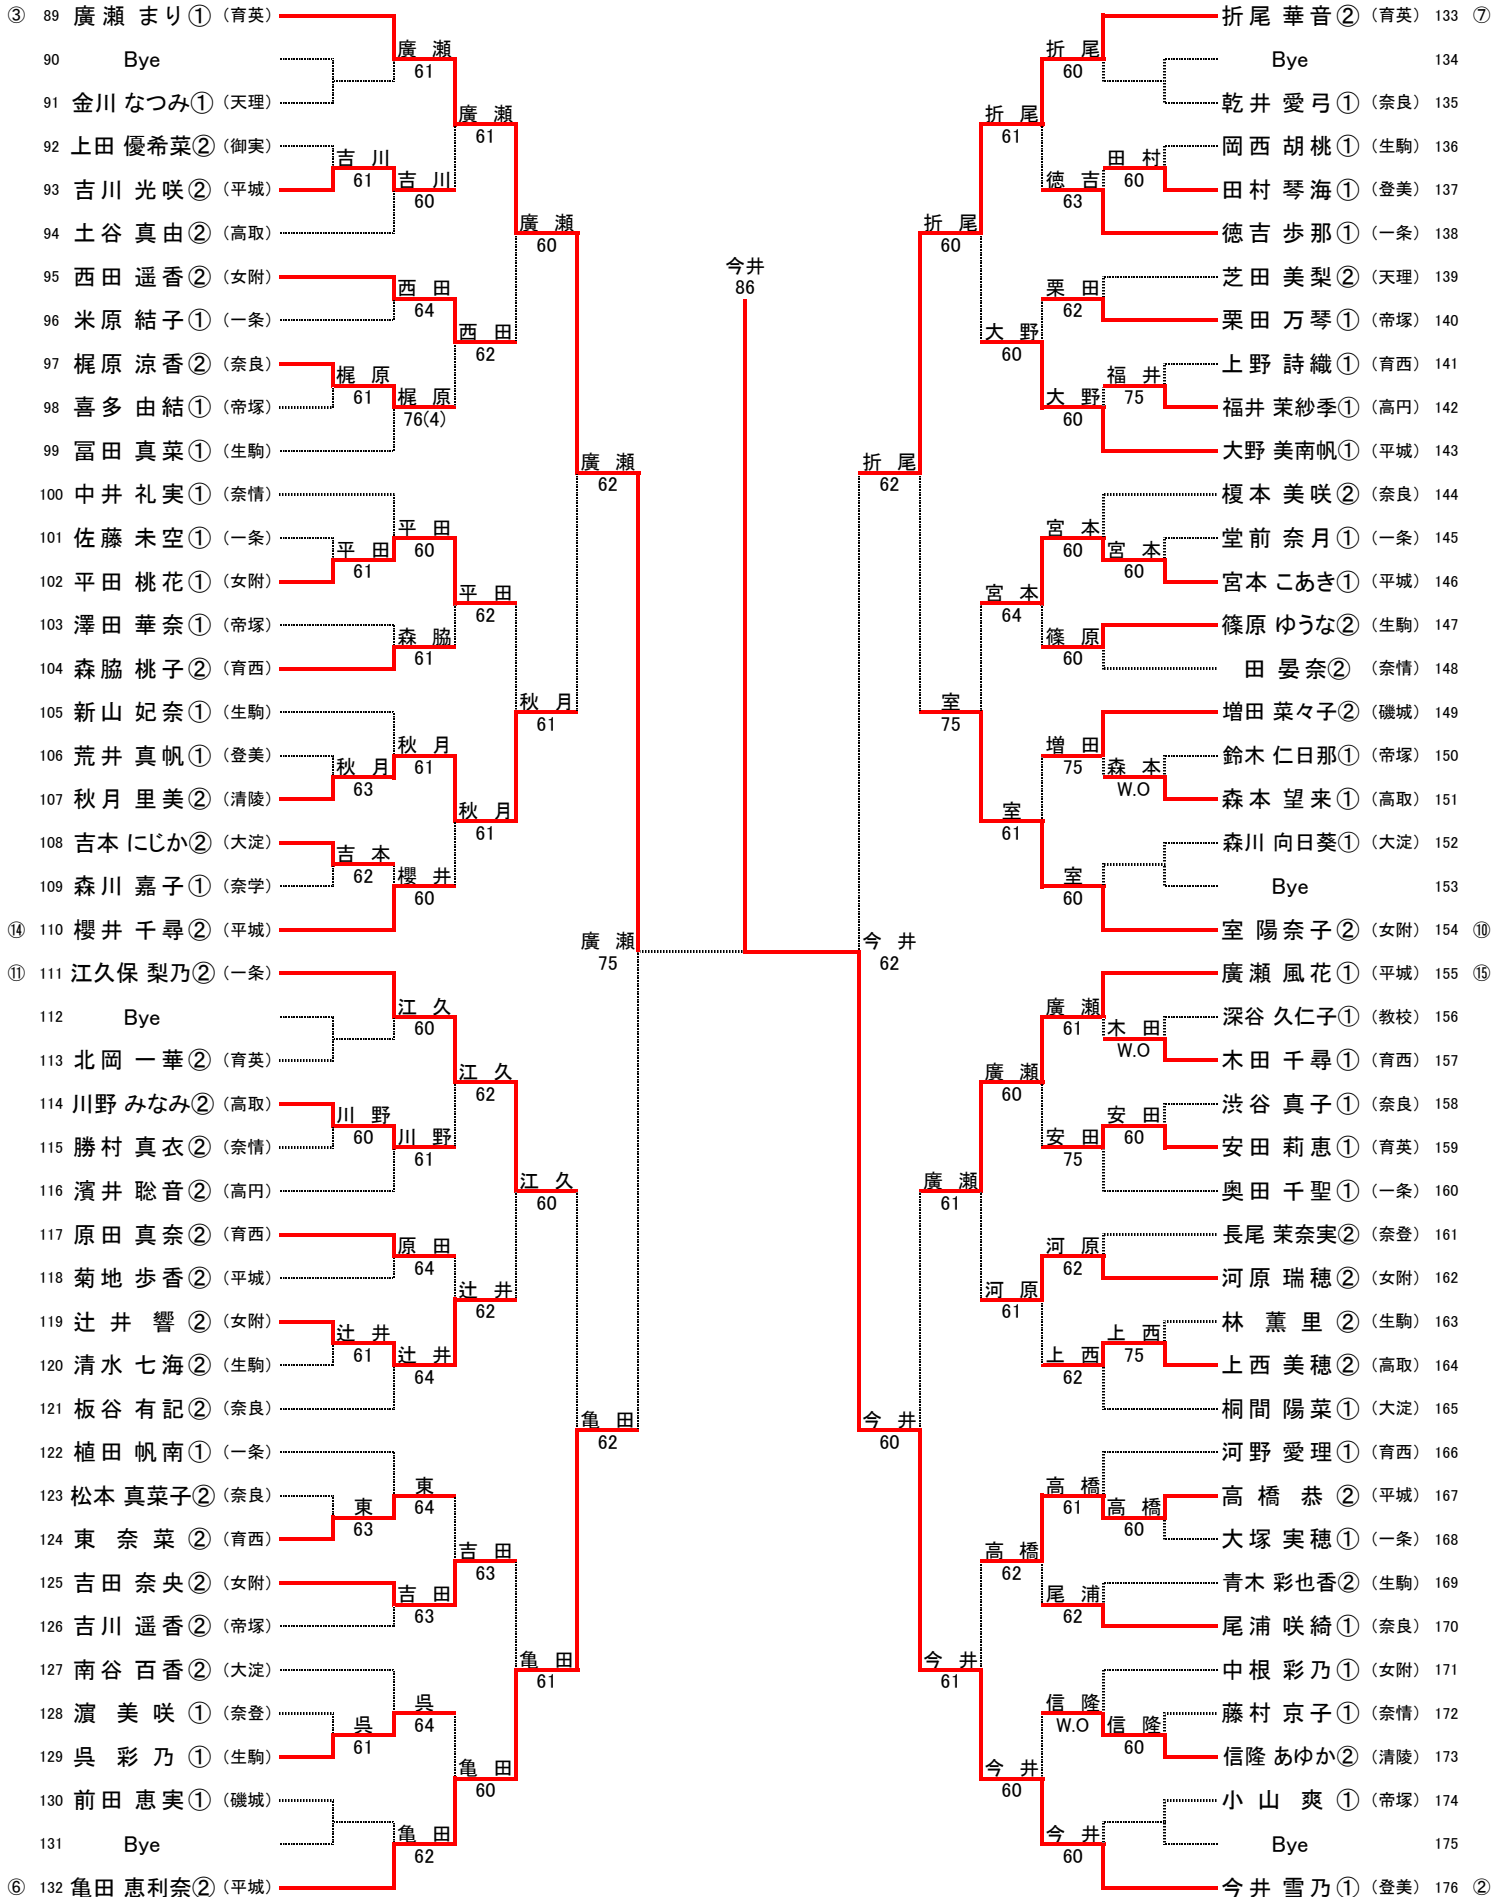 ③ 89 廣瀬 まり① (育英)
90 Bye
91 金川 なつみ① (天理)
92 上田 優希菜② (御実)
93 吉川 光咲② (平城)
94 土谷 真由② (高取)
95 西田 遥香② (女附)
96 米原 結子① (一条)
97 梶原 涼香② (奈良)
98 喜多 由結① (帝塚)
99 冨田 真菜① (生駒)
100 中井 礼実① (奈情)
101 佐藤 未空① (一条)
102 平田 桃花① (女附)
103 澤田 華奈① (帝塚)
104 森脇 桃子② (育西)
105 新山 妃奈① (生駒)
106 荒井 真帆① (登美)
107 秋月 里美② (清陵)
108 吉本 にじか② (大淀)
109 森川 嘉子① (奈学)
⑭ 110 櫻井 千尋② (平城)
⑪ 111 江久保 梨乃② (一条)
112 Bye
113 北岡 一華② (育英)
114 川野 みなみ② (高取)
115 勝村 真衣② (奈情)
116 濱井 聡音② (高円)
117 原田 真奈② (育西)
118 菊地 歩香② (平城)
119 辻井 響② (女附)
120 清水 七海② (生駒)
121 板谷 有記② (奈良)
122 植田 帆南① (一条)
123 松本 真菜子② (奈良)
124 東 奈菜② (育西)
125 吉田 奈央② (女附)
126 吉川 遥香② (帝塚)
127 南谷 百香② (大淀)
128 濵 美咲① (奈登)
129 呉 彩乃① (生駒)
130 前田 恵実① (磯城)
131 Bye
⑥ 132 亀田 恵利奈② (平城)
吉川
61
梶原
61
平田
61
秋月
63
吉本
62
川野
60
辻井
61
東
63
呉
61
廣瀬
61
吉川
60
西田
64
梶原
76(4)
平田
60
森脇
61
秋月
61
櫻井
60
江久
60
川野
61
原田
64
辻井
64
東
64
吉田
63
呉
64
亀田
62
廣瀬
61
西田
62
平田
62
秋月
61
江久
62
辻井
62
吉田
63
亀田
60
廣瀬
60
秋月
61
江久
60
亀田
61
廣瀬
62
亀田
62
廣瀬
75
今井
86
今井
62
折尾
62
今井
60
折尾
60
室
75
廣瀬
61
今井
61
折尾
61
大野
60
宮本
64
室
61
廣瀬
60
河原
61
高橋
62
今井
60
折尾
60
徳吉
63
栗田
62
大野
60
宮本
60
篠原
60
増田
75
室
60
廣瀬
61
安田
75
河原
62
上西
62
高橋
61
尾浦
62
信隆
W.O
今井
60
田村
60
福井
75
宮本
60
森本
W.O
木田
W.O
安田
60
上西
75
高橋
60
信隆
60
折尾 華音② (育英) 133 ⑦
Bye 134
乾井 愛弓① (奈良) 135
岡西 胡桃① (生駒) 136
田村 琴海① (登美) 137
徳吉 歩那① (一条) 138
芝田 美梨② (天理) 139
栗田 万琴① (帝塚) 140
上野 詩織① (育西) 141
福井 茉紗季① (高円) 142
大野 美南帆① (平城) 143
榎本 美咲② (奈良) 144
堂前 奈月① (一条) 145
宮本 こあき① (平城) 146
篠原 ゆうな② (生駒) 147
田 晏奈② (奈情) 148
増田 菜々子② (磯城) 149
鈴木 仁日那① (帝塚) 150
森本 望来① (高取) 151
森川 向日葵① (大淀) 152
Bye 153
室 陽奈子② (女附) 154 ⑩
廣瀬 風花① (平城) 155 ⑮
深谷 久仁子① (教校) 156
木田 千尋① (育西) 157
渋谷 真子① (奈良) 158
安田 莉恵① (育英) 159
奥田 千聖① (一条) 160
長尾 茉奈実② (奈登) 161
河原 瑞穂② (女附) 162
林 薫里② (生駒) 163
上西 美穂② (高取) 164
桐間 陽菜① (大淀) 165
河野 愛理① (育西) 166
高橋 恭② (平城) 167
大塚 実穂① (一条) 168
青木 彩也香② (生駒) 169
尾浦 咲綺① (奈良) 170
中根 彩乃① (女附) 171
藤村 京子① (奈情) 172
信隆 あゆか② (清陵) 173
小山 爽① (帝塚) 174
Bye 175
今井 雪乃① (登美) 176 ②